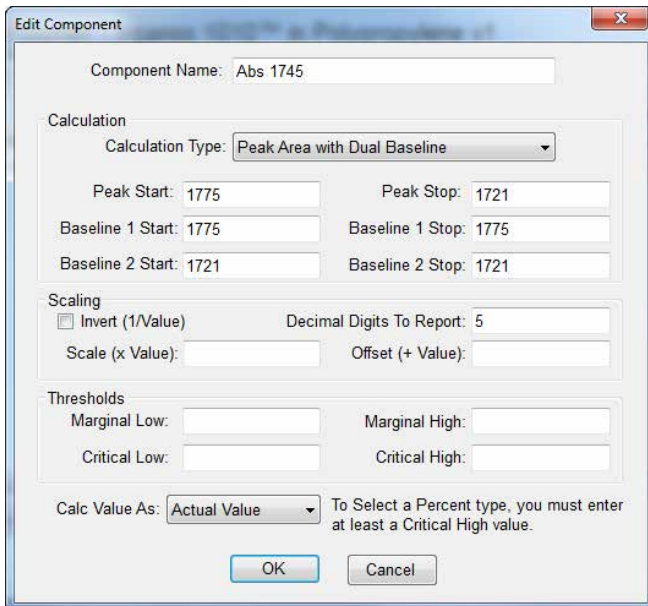 Edit Component
Component Name: Abs 1745
Calculation
Calculation Type: Peak Area with Dual Baseline
Peak Start: 1775 Peak Stop: 1721
Baseline 1 Start: 1775 Baseline 1 Stop: 1775
Baseline 2 Start: 1721 Baseline 2 Stop: 1721
Scaling
Invert (1/Value) Decimal Digits To Report: 5
Scale (x Value): Offset (+ Value):
Thresholds
Marginal Low: Marginal High:
Critical Low: Critical High:
Calc Value As: Actual Value To Select a Percent type, you must enter
at least a Critical High value.
OK Cancel